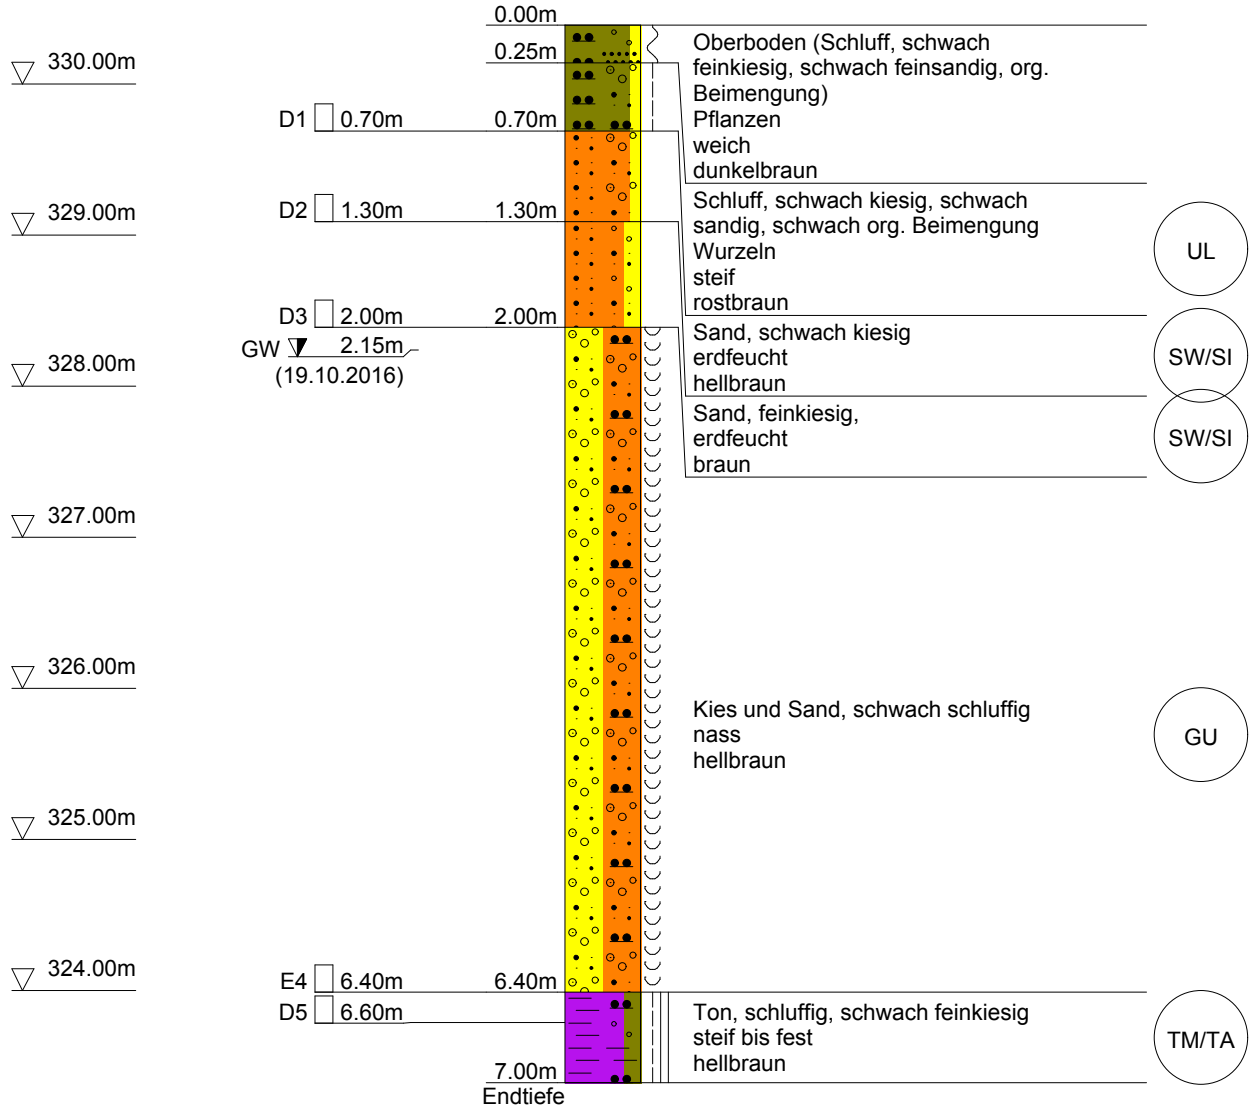 0.00m
0.25m
330.00m
Oberboden (Schluff, schwach
feinkiesig, schwach feinsandig, org.
Beimengung)
Pflanzen
weich
dunkelbraun
D1 0.70m 0.70m
329.00m
D2 1.30m 1.30m
Schluff, schwach kiesig, schwach
sandig, schwach org. Beimengung
Wurzeln
steif
rostbraun
UL
D3 2.00m 2.00m
GW 2.15m
(19.10.2016)
328.00m
Sand, schwach kiesig
erdfeucht
hellbraun
SW/SI
Sand, feinkiesig,
erdfeucht
braun
SW/SI
327.00m
326.00m
Kies und Sand, schwach schluffig
nass
hellbraun
GU
325.00m
324.00m
E4 6.40m 6.40m
D5 6.60m
Ton, schluffig, schwach feinkiesig
steif bis fest
hellbraun
TM/TA
7.00m
Endtiefe